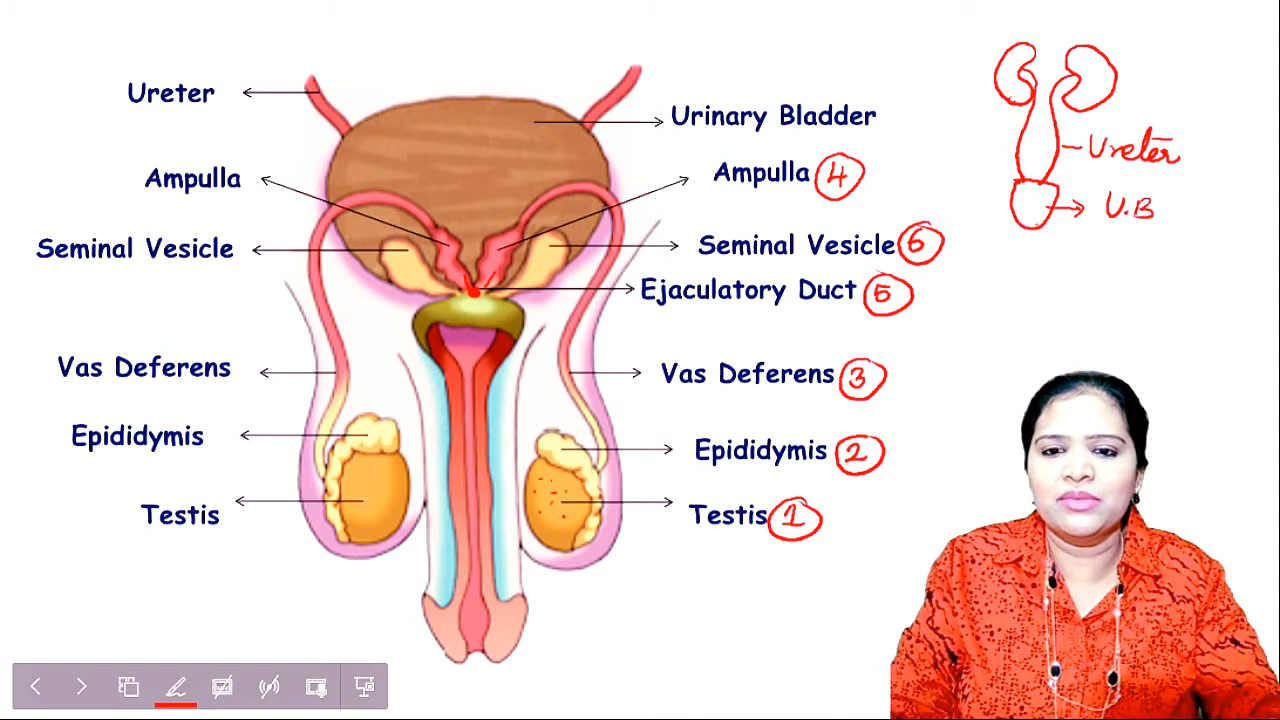 Ureter
Urinary Bladder
Ureter
Ampulla
Ampulla 4
U.B
Seminal Vesicle
Seminal Vesicle 6
Ejaculatory Duct 5
Vas Deferens
Vas Deferens 3
Epididymis
Epididymis 2
Testis
Testis 1